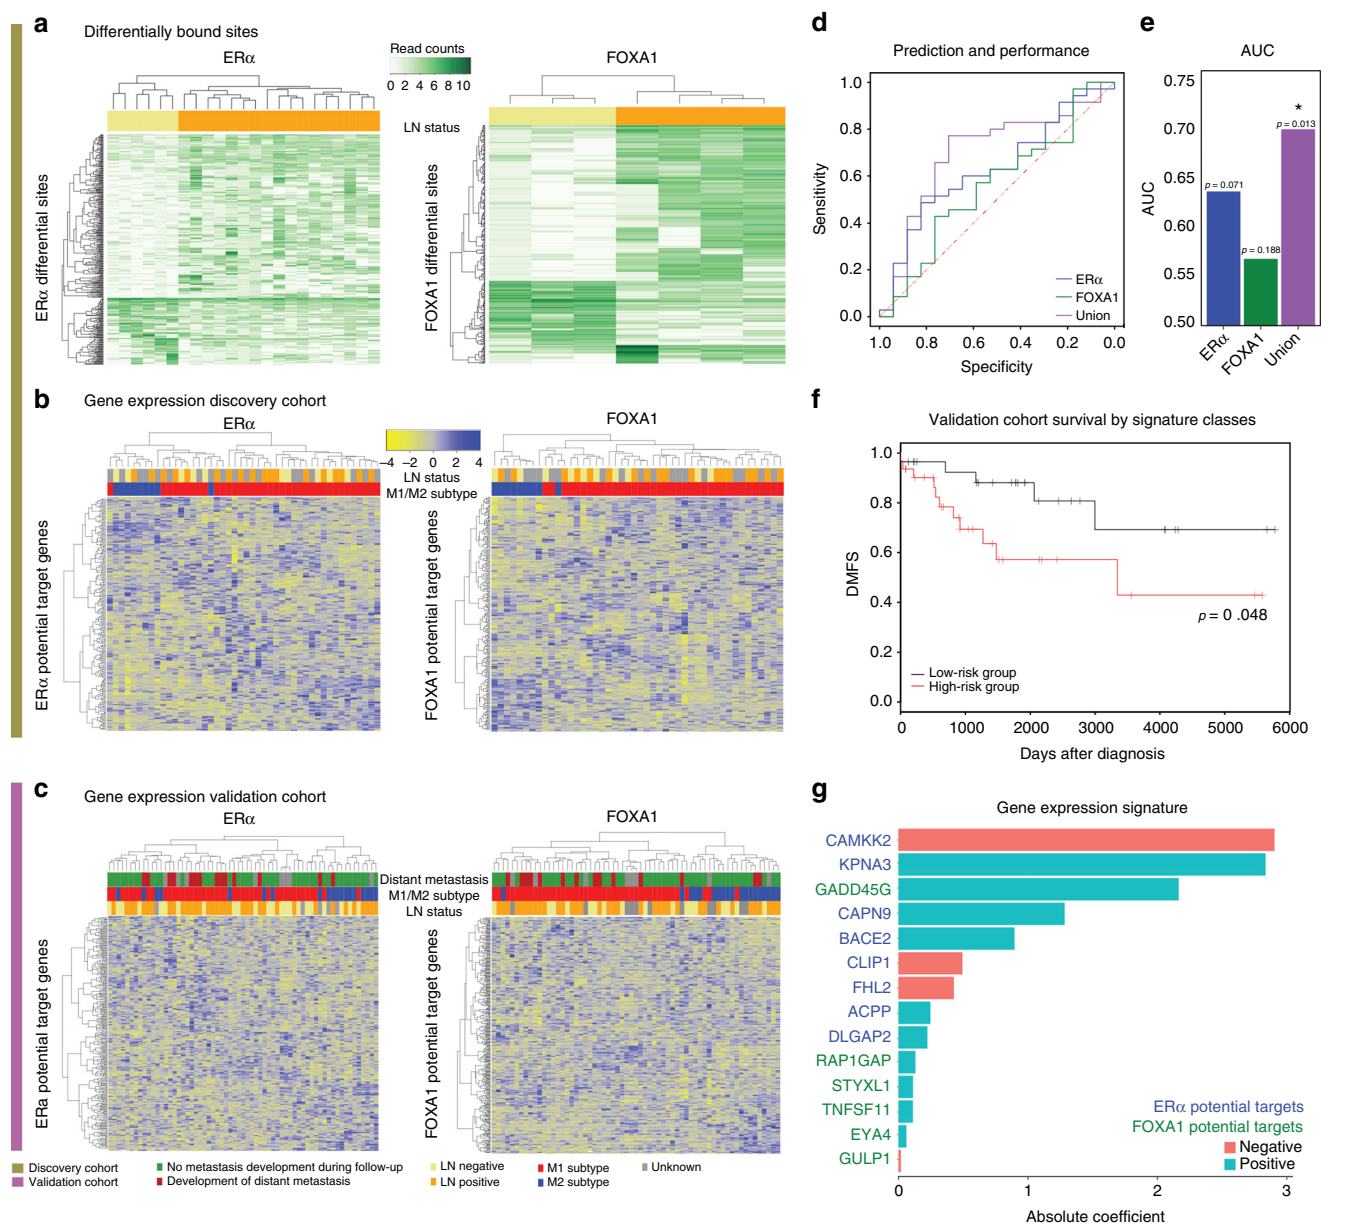 a
Differentially bound sites
ERα
Read counts
0 2 4 6 8 10
FOXA1
LN status
ERα differential sites
FOXA1 differential sites
b
Gene expression discovery cohort
ERα
−4 −2 0 2 4
LN status
M1/M2 subtype
FOXA1
ERα potential target genes
FOXA1 potential target genes
c
Gene expression validation cohort
ERα
FOXA1
Distant metastasis
M1/M2 subtype
LN status
ERa potential target genes
FOXA1 potential target genes
Discovery cohort
Validation cohort
No metastasis development during follow-up
Development of distant metastasis
LN negative
LN positive
M1 subtype
M2 subtype
Unknown
d
Prediction and performance
Sensitivity
1.0
0.8
0.6
0.4
0.2
0.0
ERα
FOXA1
Union
1.0 0.8 0.6 0.4 0.2 0.0
Specificity
e
AUC
AUC
0.75
0.70
0.65
0.60
0.55
0.50
p = 0.071
p = 0.188
*
p = 0.013
ERα
FOXA1
Union
f
Validation cohort survival by signature classes
DMFS
1.0
0.8
0.6
0.4
0.2
0.0
p = 0 .048
Low-risk group
High-risk group
0 1000 2000 3000 4000 5000 6000
Days after diagnosis
g
Gene expression signature
CAMKK2
KPNA3
GADD45G
CAPN9
BACE2
CLIP1
FHL2
ACPP
DLGAP2
RAP1GAP
STYXL1
TNFSF11
EYA4
GULP1
ERα potential targets
FOXA1 potential targets
Negative
Positive
0 1 2 3
Absolute coefficient